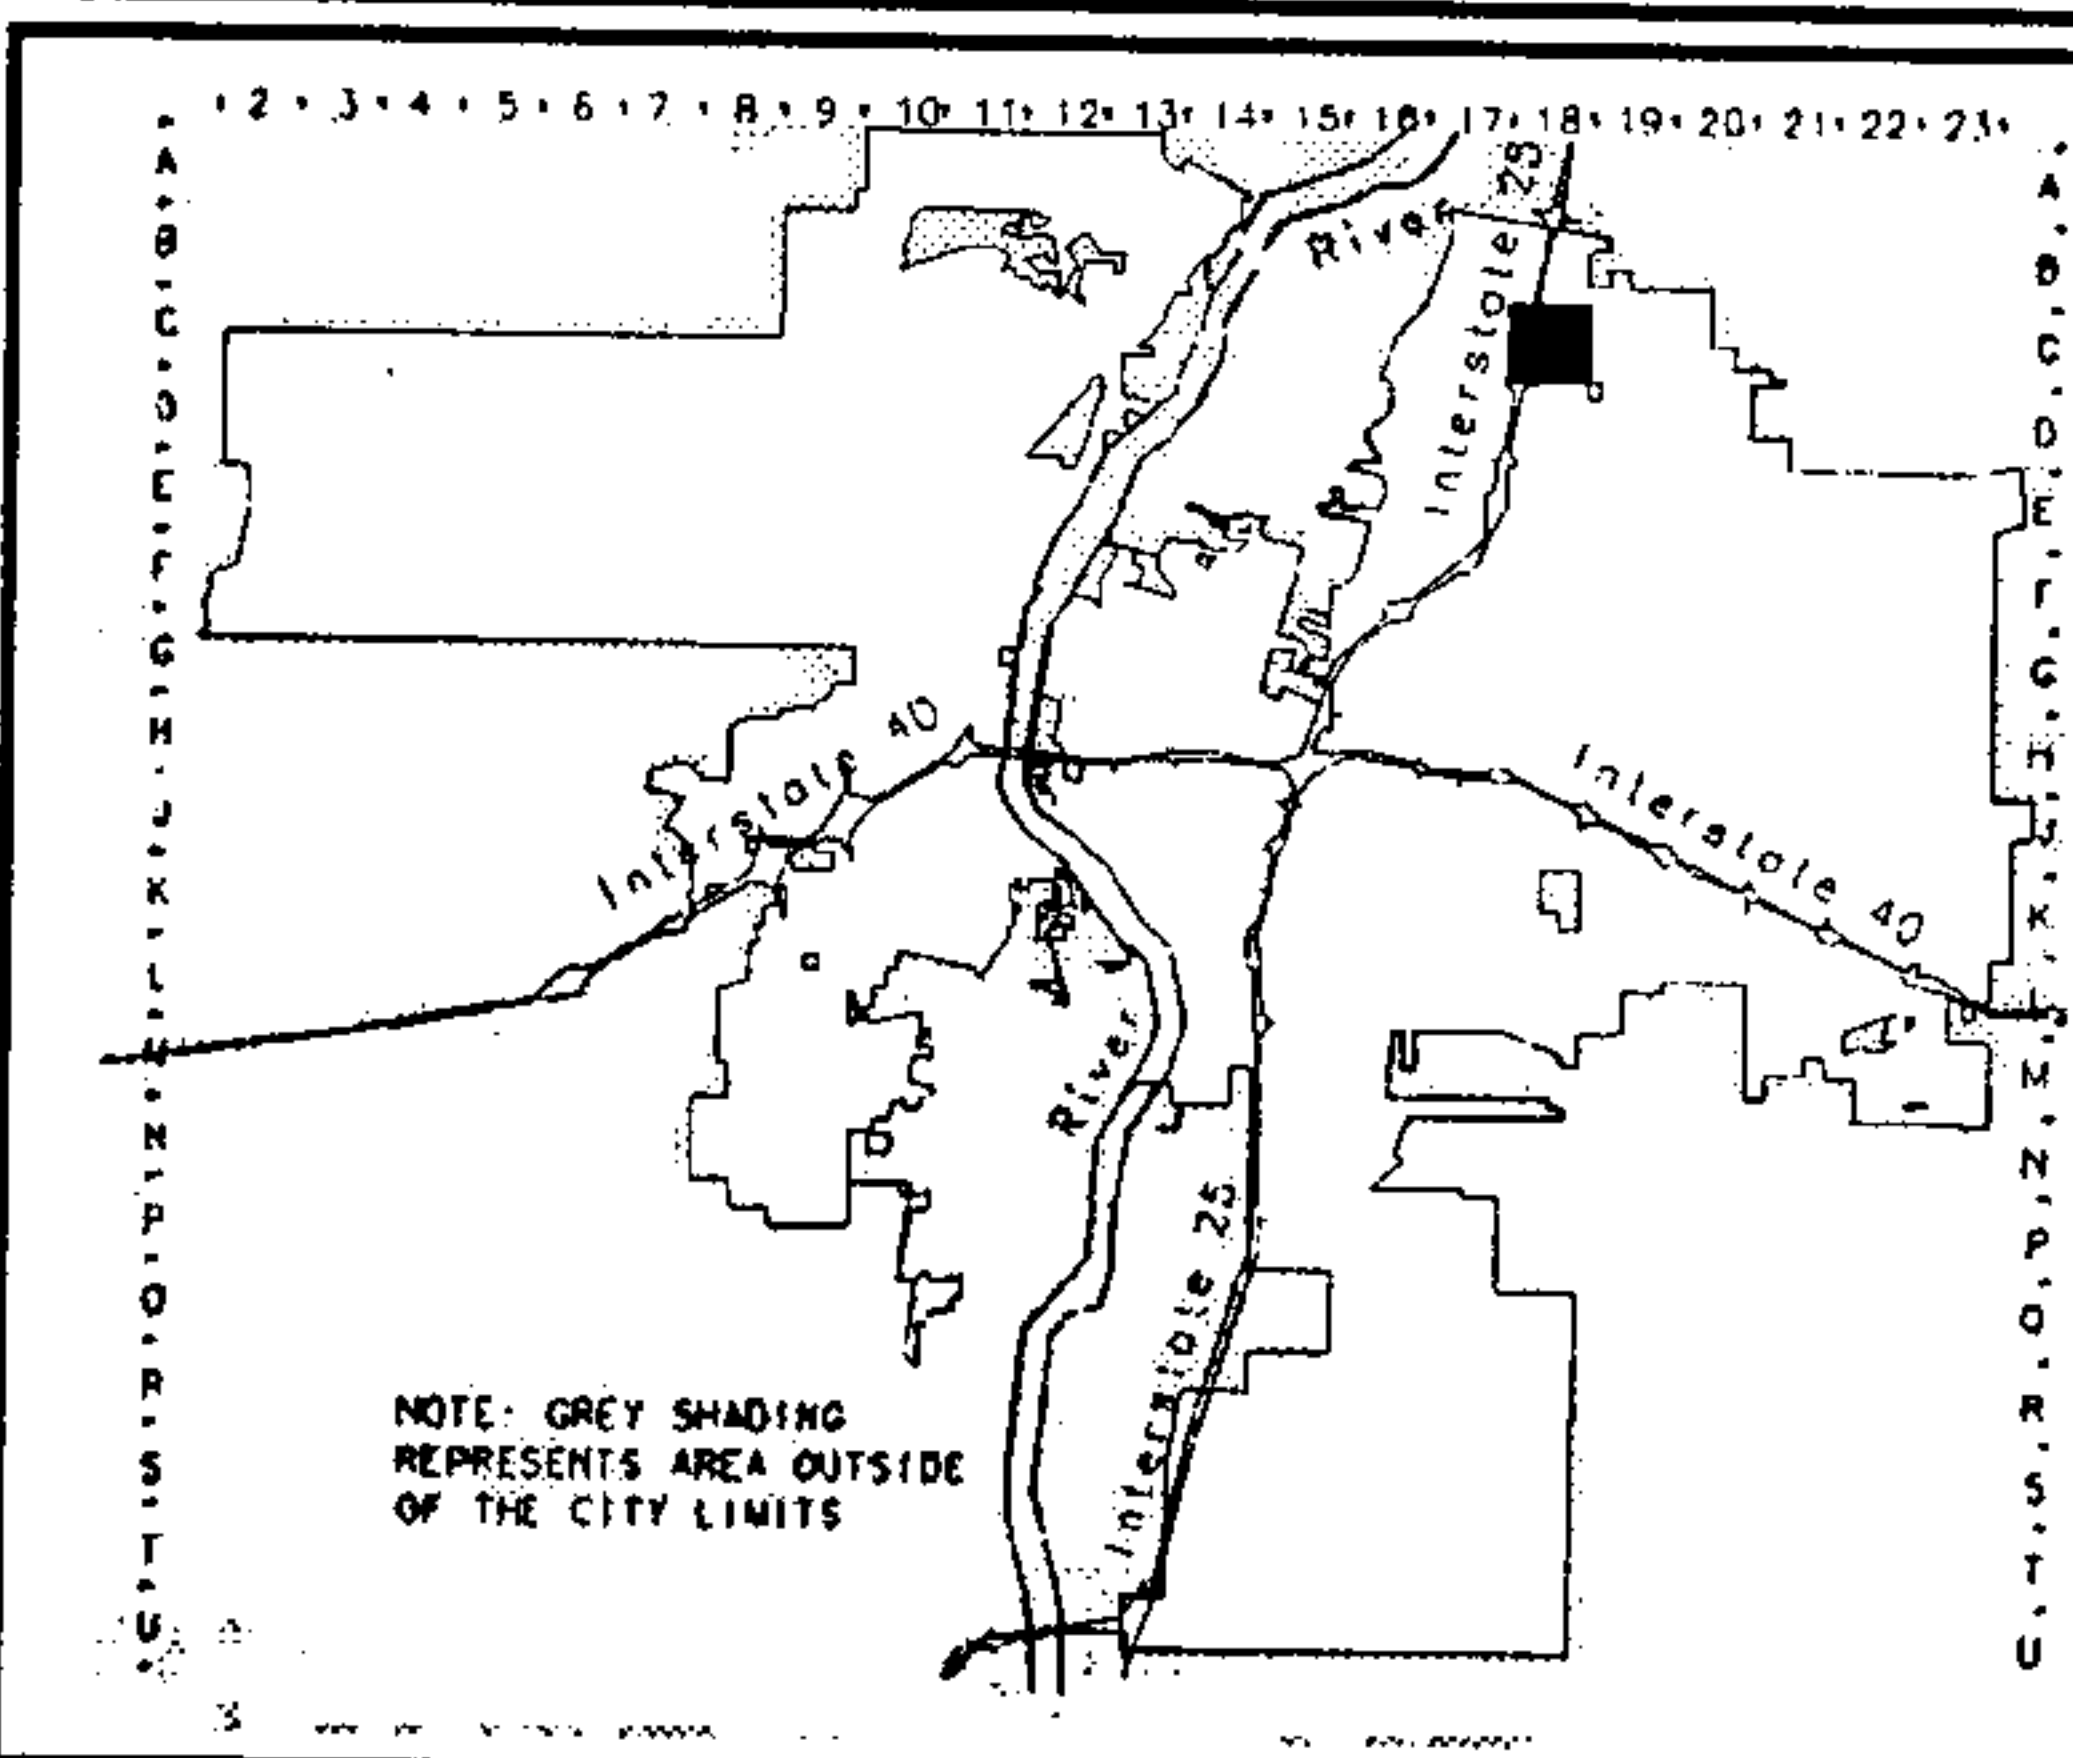 2 3 4 5 6 7 8 9 10 11 12 13 14 15 16 17 18 19 20 21 22 23
A
B
C
D
E
F
G
H
J
K
L
M
N
P
Q
R
S
T
U
A
B
C
D
E
F
G
H
J
K
L
M
N
P
Q
R
S
T
U
River
Interstate 25
Interstate 40
Interstate 40
River
Interstate 25
NOTE: GREY SHADING
REPRESENTS AREA OUTSIDE
OF THE CITY LIMITS